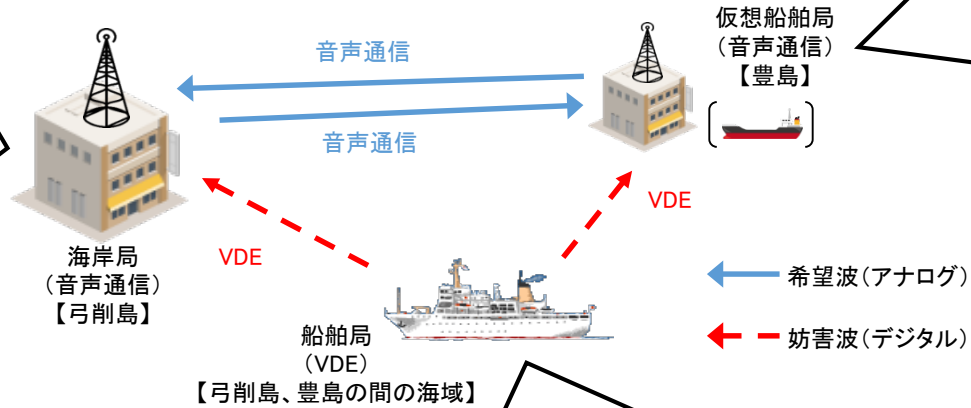 仮想船舶局
（音声通信）
【豊島】
音声通信
音声通信
VDE
VDE
海岸局
（音声通信）
【弓削島】
船舶局
（VDE）
【弓削島、豊島の間の海域】
希望波（アナログ）
妨害波（デジタル）